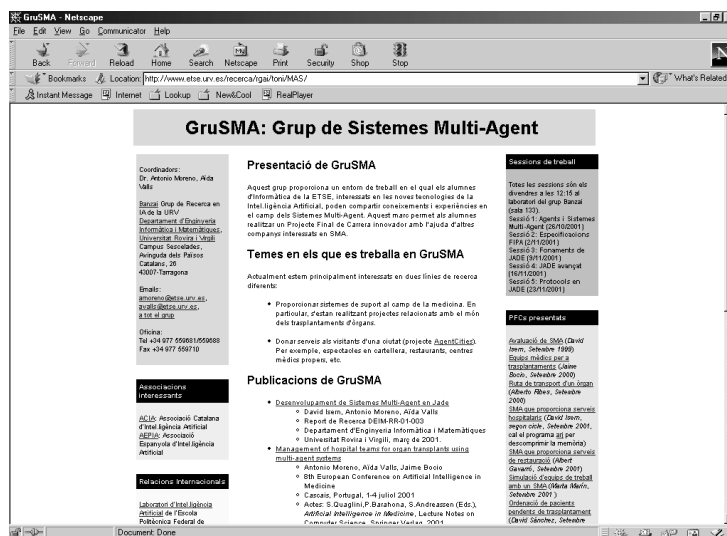 GruSMA - Netscape
File Edit View Go Communicator Help
Back Forward Reload Home Search Netscape Print Security Shop Stop
Bookmarks Location: http://www.etse.urv.es/recerca/rgai/toni/MAS/ What's Related
Instant Message Internet Lookup New&Cool RealPlayer
GruSMA: Grup de Sistemes Multi-Agent
Coordinadors:
Dr. Antonio Moreno, Aïda
Valls
Banzai Grup de Recerca en
IA de la URV
Departament d'Enginyeria
Informàtica i Matemàtiques,
Universitat Rovira i Virgili
Campus Sescelades,
Avinguda dels Països
Catalans, 26
43007-Tarragona
Emails:
amoreno@etse.urv.es,
avalls@etse.urv.es,
a tot el grup
Oficina:
Tel +34 977 559681/559688
Fax +34 977 559710
Associacions
interessants
ACIA: Associació Catalana
d'Intel.ligència Artificial
AEPIA: Associació
Espanyola d'Intel.ligència
Artificial
Relacions Internacionals
Laboratori d'Intel.ligència
Artificial de l'Escola
Politècnica Federal de
Presentació de GruSMA
Aquest grup proporciona un entorn de treball en el qual els alumnes
d'Informàtica de la ETSE, interessats en les noves tecnologies de la
Intel.ligència Artificial, poden compartir coneixements i experiències en
el camp dels Sistemes Multi-Agent. Aquest marc permet als alumnes
realitzar un Projecte Final de Carrera innovador amb l'ajuda d'altres
companys interessats en SMA.
Temes en els que es treballa en GruSMA
Actualment estem principalment interessats en dues línies de recerca
diferents:
• Proporcionar sistemes de suport al camp de la medicina. En
particular, s'estan realitzant projectes relacionats amb el món
dels trasplantaments d'òrgans.
• Donar serveis als visitants d'una ciutat (projecte AgentCities).
Per exemple, espectacles en cartellera, restaurants, centres
mèdics propers, etc.
Publicacions de GruSMA
• Desenvolupament de Sistemes Multi-Agent en Jade
David Isern, Antonio Moreno, Aïda Valls
Report de Recerca DEIM-RR-01-003
Departament d'Enginyeria Informàtica i Matemàtiques
Universitat Rovira i Virgili, març de 2001.
• Management of hospital teams for organ transplants using
multi-agent systems
Antonio Moreno, Aïda Valls, Jaime Bocio
8th European Conference on Artificial Intelligence in
Medicine
Cascais, Portugal, 1-4 juliol 2001
Actes: S.Quaglini,P.Barahona, S.Andreassen (Eds.),
Artificial Intelligence in Medicine, Lecture Notes on
Computer Science, Springer Verlag, 2001
Sessions de treball
Totes les sessions són els
divendres a les 12:15 al
laboratori del grup Banzai
(sala 133).
Sessió 1: Agents i Sistemes
Multi-Agent (26/10/2001)
Sessió 2: Especificacions
FIPA (2/11/2001)
Sessió 3: Fonaments de
JADE (9/11/2001)
Sessió 4: JADE avançat
(16/11/2001)
Sessió 5: Protocols en
JADE (23/11/2001)
PFCs presentats
Avaluació de SMA (David
Isern, Setembre 1999)
Equips mèdics per a
trasplantaments (Jaime
Bocio, Setembre 2000)
Ruta de transport d'un òrgan
(Alberto Ribes, Setembre
2000)
SMA que proporciona serveis
hospitalaris (David Isern,
segon cicle, Setembre 2001,
cal el programa arj per
descomprimir la memòria)
SMA que proporciona serveis
de restauració (Albert
Gavarró, Setembre 2001)
Simulació d'equips de treball
amb un SMA (Marta Marín,
Setembre 2001 )
Ordenació de pacients
pendents de trasplantament
(David Sánchez, Setembre
Document: Done